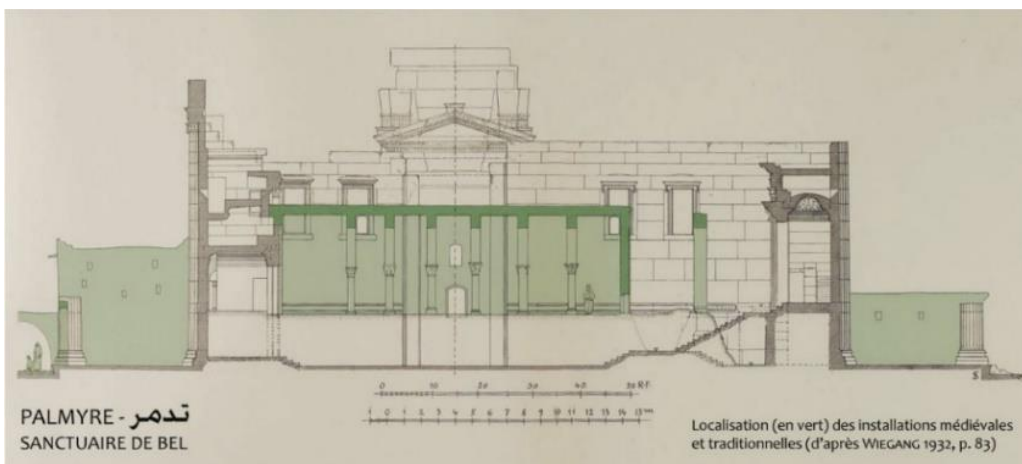 0 10 20 30 40 50 R.F.
1 0 1 2 3 4 5 6 7 8 9 10 11 12 13 14 15 m
S
PALMYRE - تدمر
SANCTUAIRE DE BEL
Localisation (en vert) des installations médiévales
et traditionnelles (d'après WIEGANG 1932, p. 83)